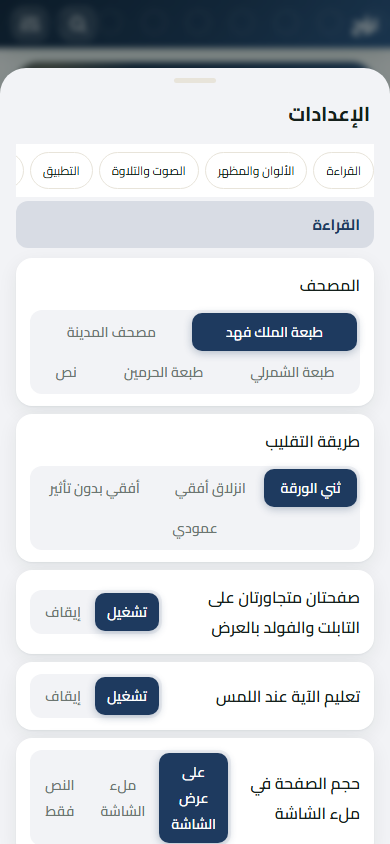 الإعدادات
القراءة
الألوان والمظهر
الصوت والتلاوة
التطبيق
القراءة
المصحف
طبعة الملك فهد
مصحف المدينة
طبعة الشمرلي
طبعة الحرمين
نص
طريقة التقليب
ثني الورقة
انزلاق أفقي
أفقي بدون تأثير
عمودي
صفحتان متجاورتان على
التابلت والفولد بالعرض
تشغيل
إيقاف
تعليم الآية عند اللمس
تشغيل
إيقاف
حجم الصفحة في
ملء الشاشة
على
عرض
الشاشة
ملء
الشاشة
النص
فقط